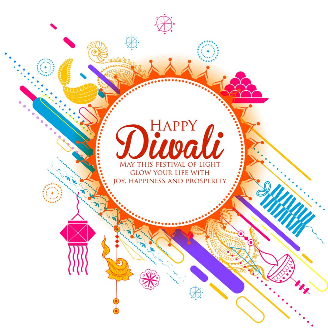 HAPPY
Diwali
MAY THIS FESTIVAL OF LIGHT
GLOW YOUR LIFE WITH
JOY, HAPPINESS AND PROSPERITY